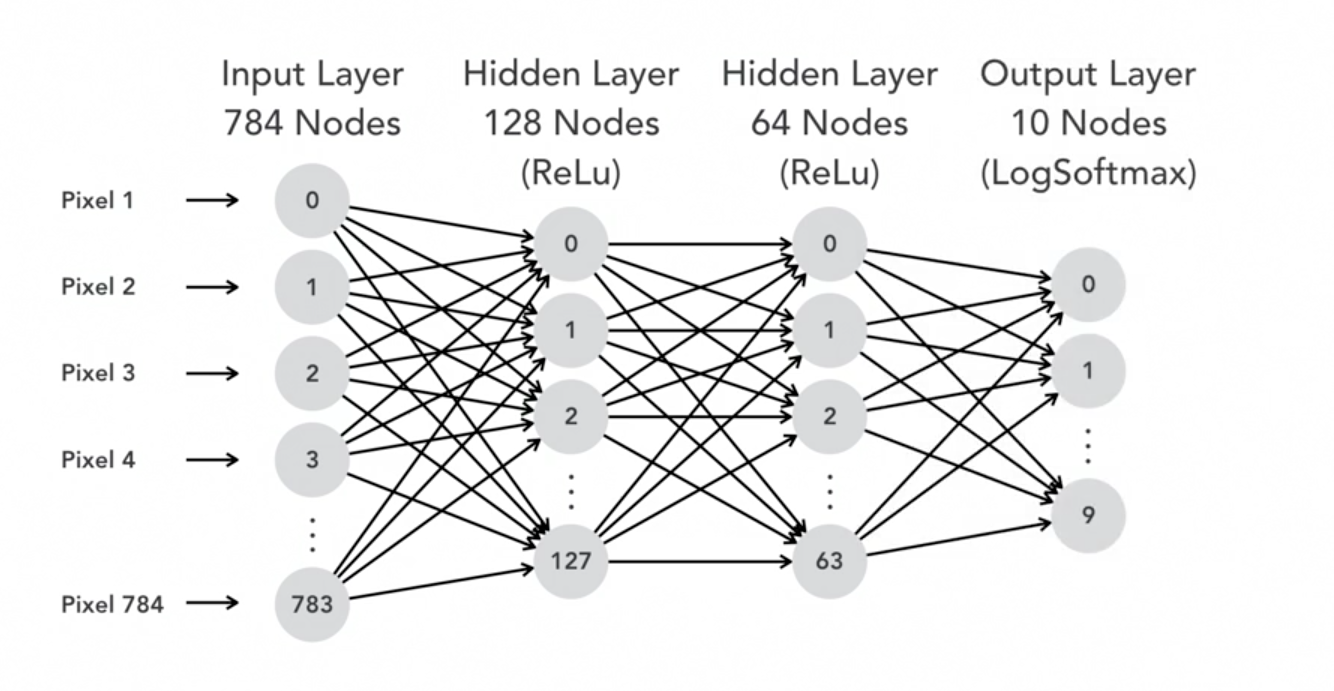 Input Layer
784 Nodes
Hidden Layer
128 Nodes
(ReLu)
Hidden Layer
64 Nodes
(ReLu)
Output Layer
10 Nodes
(LogSoftmax)
Pixel 1
Pixel 2
Pixel 3
Pixel 4
Pixel 784
0
1
2
3
783
0
1
2
127
0
1
2
63
0
1
9